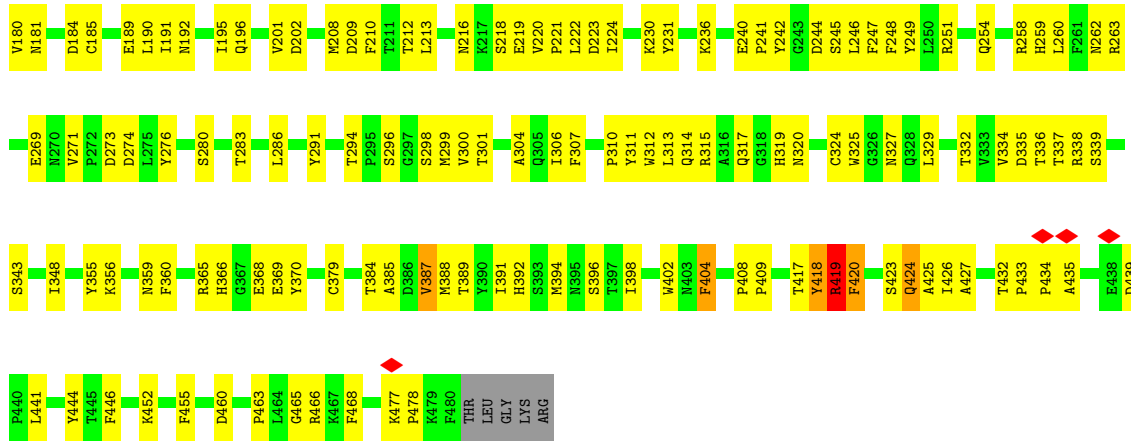 V180 N181 D184 C185 E189 L190 I191 N192 I195 Q196 V201 D202 M208 D209 F210 T211 T212 L213 N216 K217 S218 E219 V220 P221 L222 D223 L224 K230 Y231 K236 E240 P241 Y242 G243 D244 S245 L246 F247 F248 Y249 L250 R251 Q254 R258 H259 L260 F261 N262 R263
E269 N270 V271 P272 D273 D274 L275 Y276 S280 T283 L286 Y291 T294 P295 S296 G297 S298 M299 V300 T301 A304 Q305 I306 F307 P310 Y311 W312 L313 Q314 R315 A316 Q317 G318 H319 N320 C324 W325 G326 N327 Q328 L329 T332 V333 V334 D335 T336 T337 R338 S339
S343 I348 Y355 K356 N359 F360 R365 H366 G367 E368 E369 Y370 C379 T384 A385 D386 V387 M388 T389 Y390 I391 H392 S393 M394 N395 S396 T397 I398 W402 N403 F404 P408 P409 T417 Y418 R419 F420 S423 Q424 A425 I426 A427 T432 P433 P434 A435 E438 D439
P440 L441 Y444 T445 F446 K452 F455 D460 P463 L464 G465 R466 K467 F468 K477 P478 K479 F480 THR LEU GLY LYS ARG